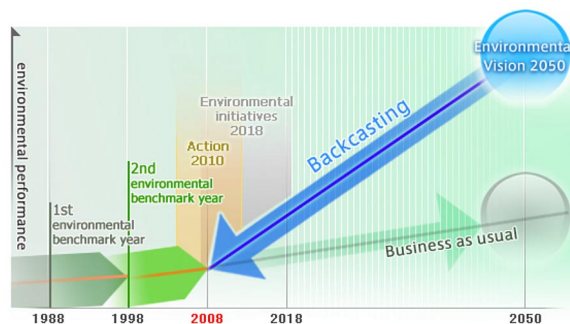 environmental performance
Environmenta
Vision 2050
Environmental
initiatives
2018
Action
2010
Backcasting
2nd
environmental
benchmark year
1st
environmental
benchmark year
Business as usual
1988
1998
2008
2018
2050